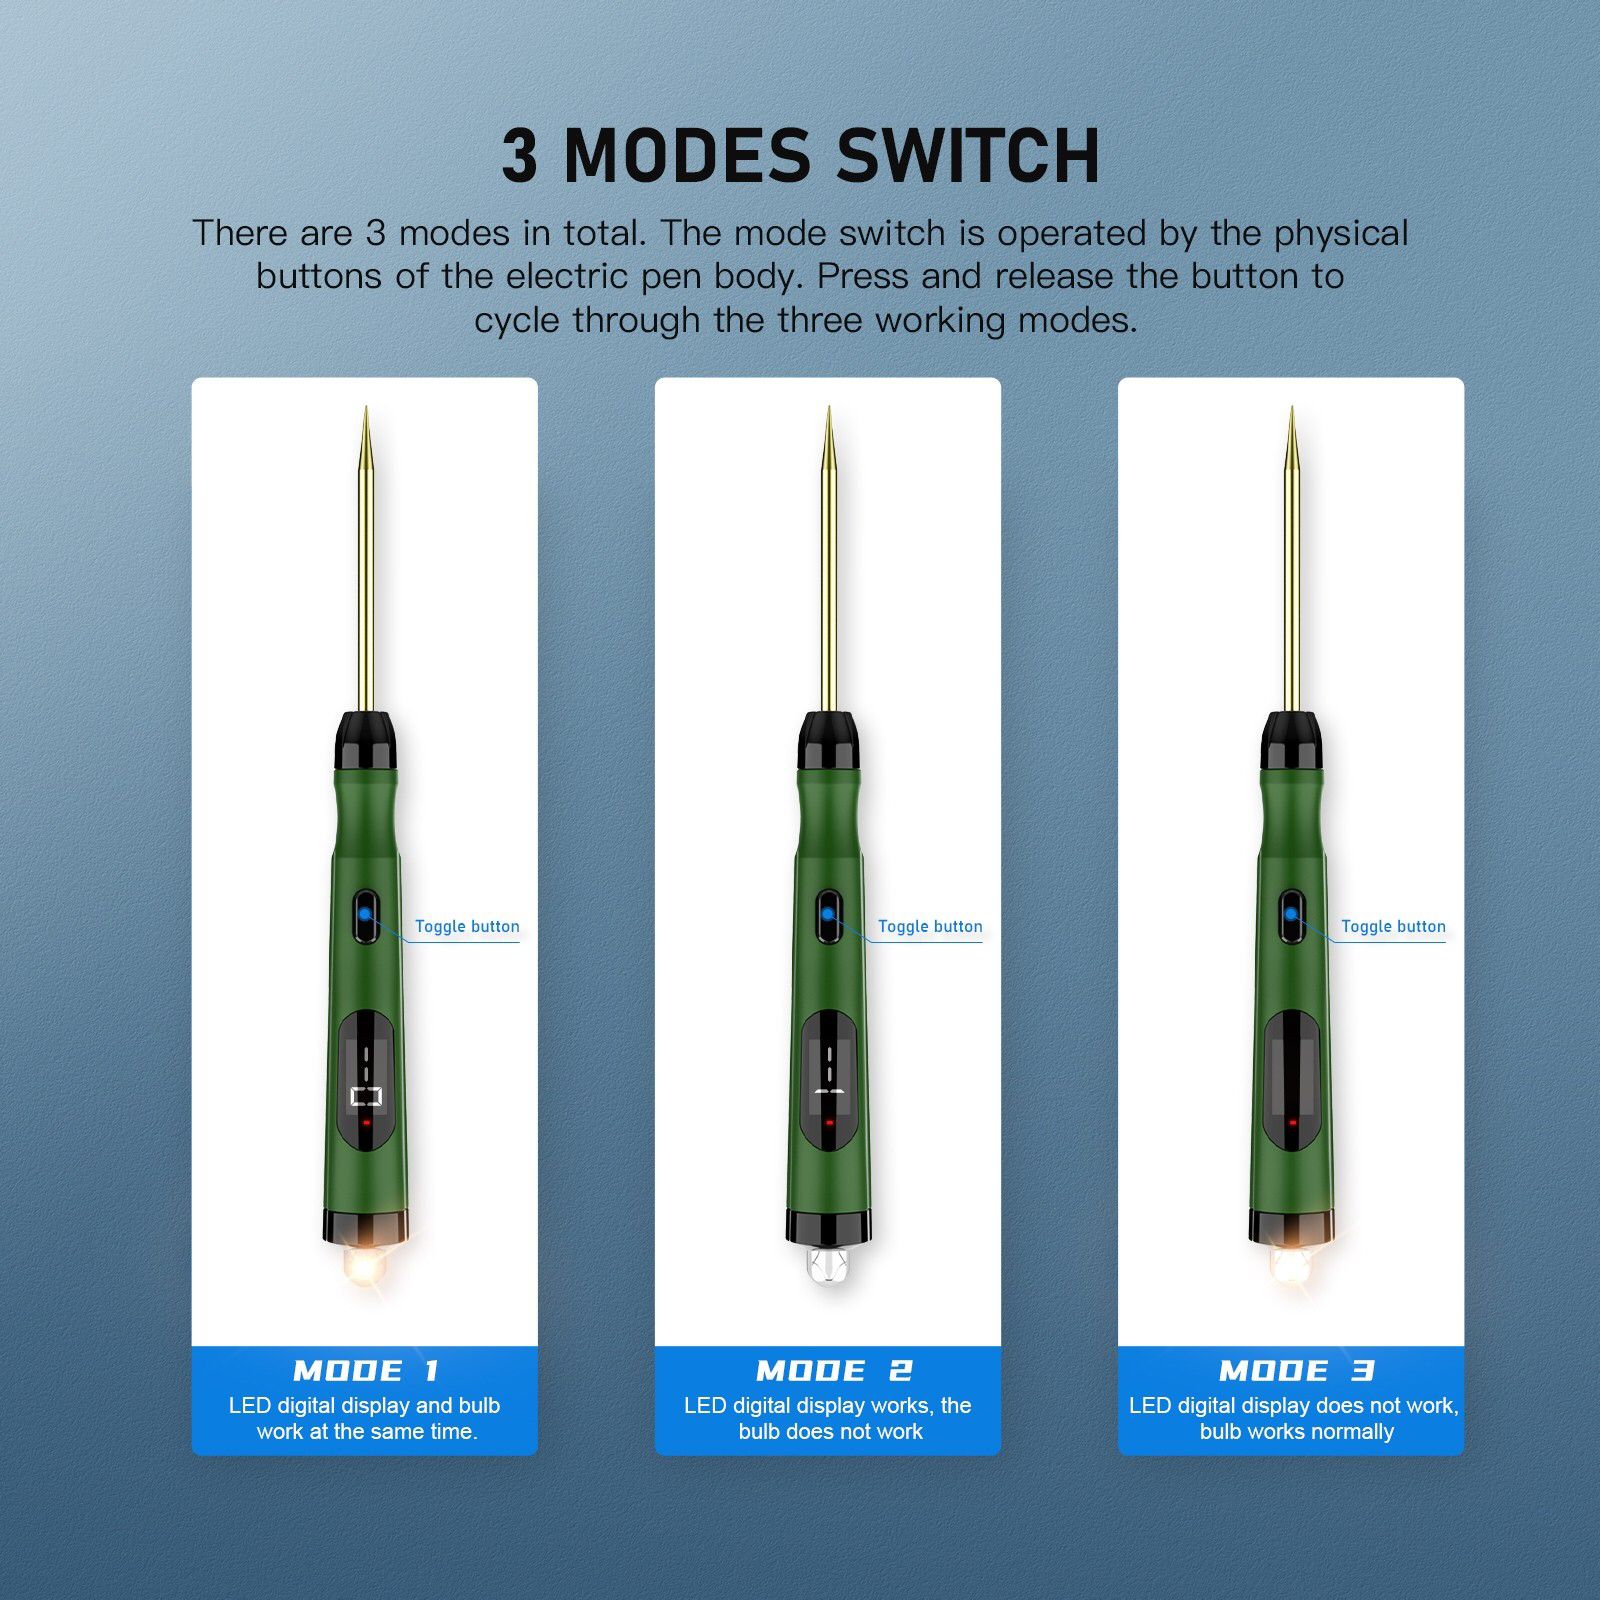 3 MODES SWITCH
There are 3 modes in total. The mode switch is operated by the physical
buttons of the electric pen body. Press and release the button to
cycle through the three working modes.
Toggle button
Toggle button
Toggle button
MODE 1
LED digital display and bulb
work at the same time.
MODE 2
LED digital display works, the
bulb does not work
MODE 3
LED digital display does not work,
bulb works normally